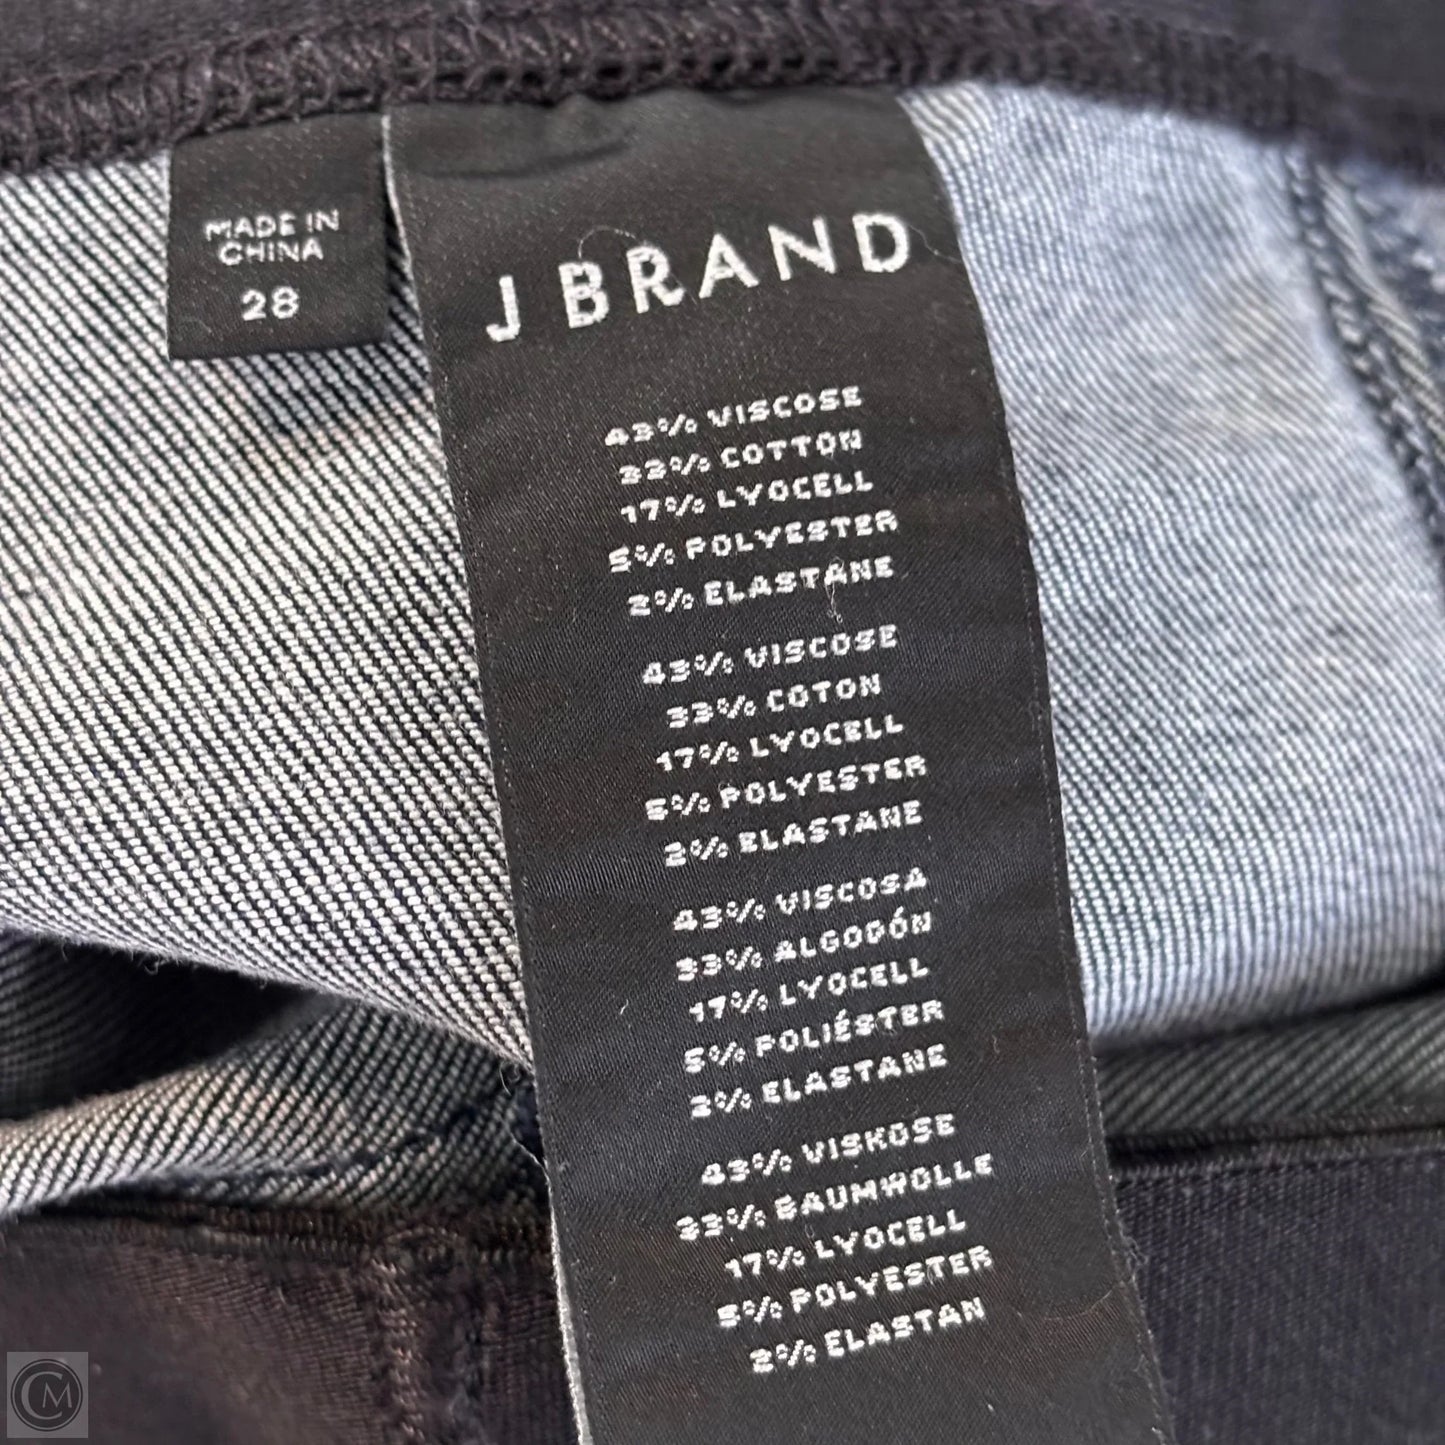 MADE IN
CHINA
28
J BRAND
43% VISCOSE
33% COTTON
17% LYOCELL
5% POLYESTER
2% ELASTANE
43% VISCOSE
33% COTON
17% LYOCELL
5% POLYESTER
2% ELASTANE
43% VISCOSA
33% ALGODÓN
17% LYOCELL
5% POLIÉSTER
2% ELASTANE
43% VISKOSE
33% BAUMWOLLE
17% LYOCELL
5% POLYESTER
2% ELASTAN
CM